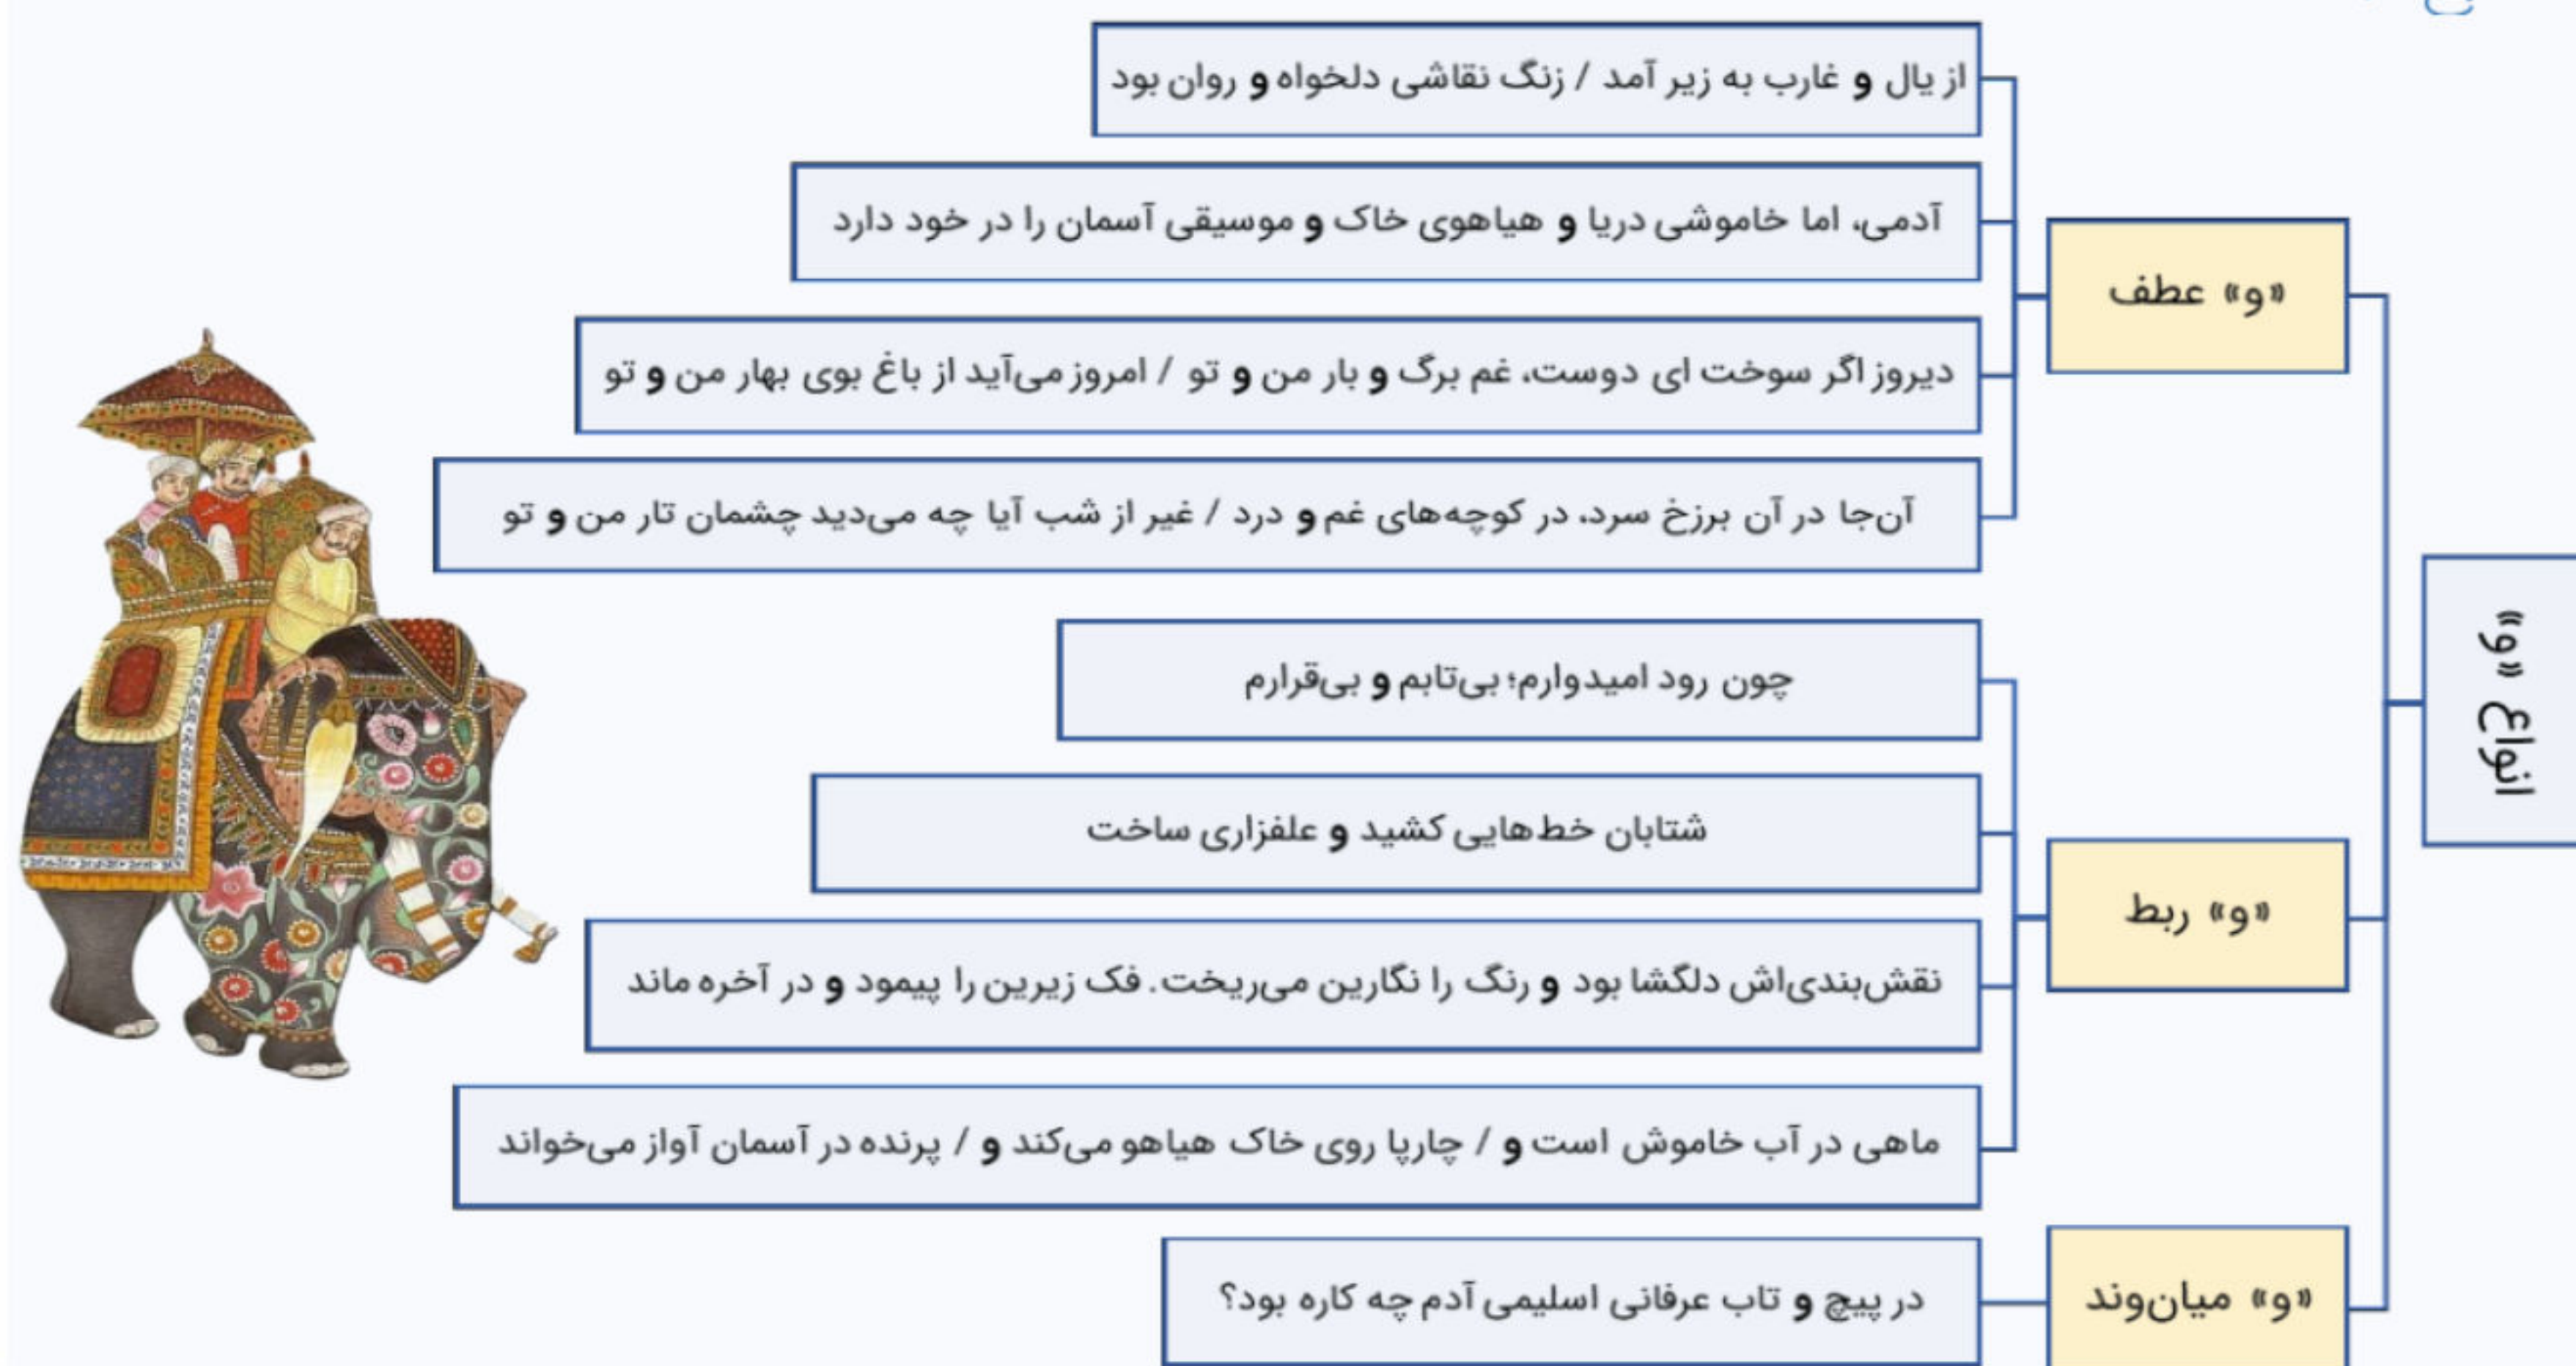 انواع «و»
«و» عطف
از یال و غارب به زیر آمد / زنگ نقاشی دلخواه و روان بود
آدمی، اما خاموشی دریا و هیاهوی خاک و موسیقی آسمان را در خود دارد
دیروز اگر سوخت ای دوست، غم برگ و بار من و تو / امروز می‌آید از باغ بوی بهار من و تو
آن‌جا در آن برزخ سرد، در کوچه‌های غم و درد / غیر از شب آیا چه می‌دید چشمان تار من و تو
«و» ربط
چون رود امیدوارم؛ بی‌تابم و بی‌قرارم
شتابان خط‌هایی کشید و علفزاری ساخت
نقش‌بندی‌اش دلگشا بود و رنگ را نگارین می‌ریخت. فک زیرین را پیمود و در آخره ماند
ماهی در آب خاموش است و / چارپا روی خاک هیاهو می‌کند و / پرنده در آسمان آواز می‌خواند
«و» میان‌وند
در پیچ و تاب عرفانی اسلیمی آدم چه کاره بود؟